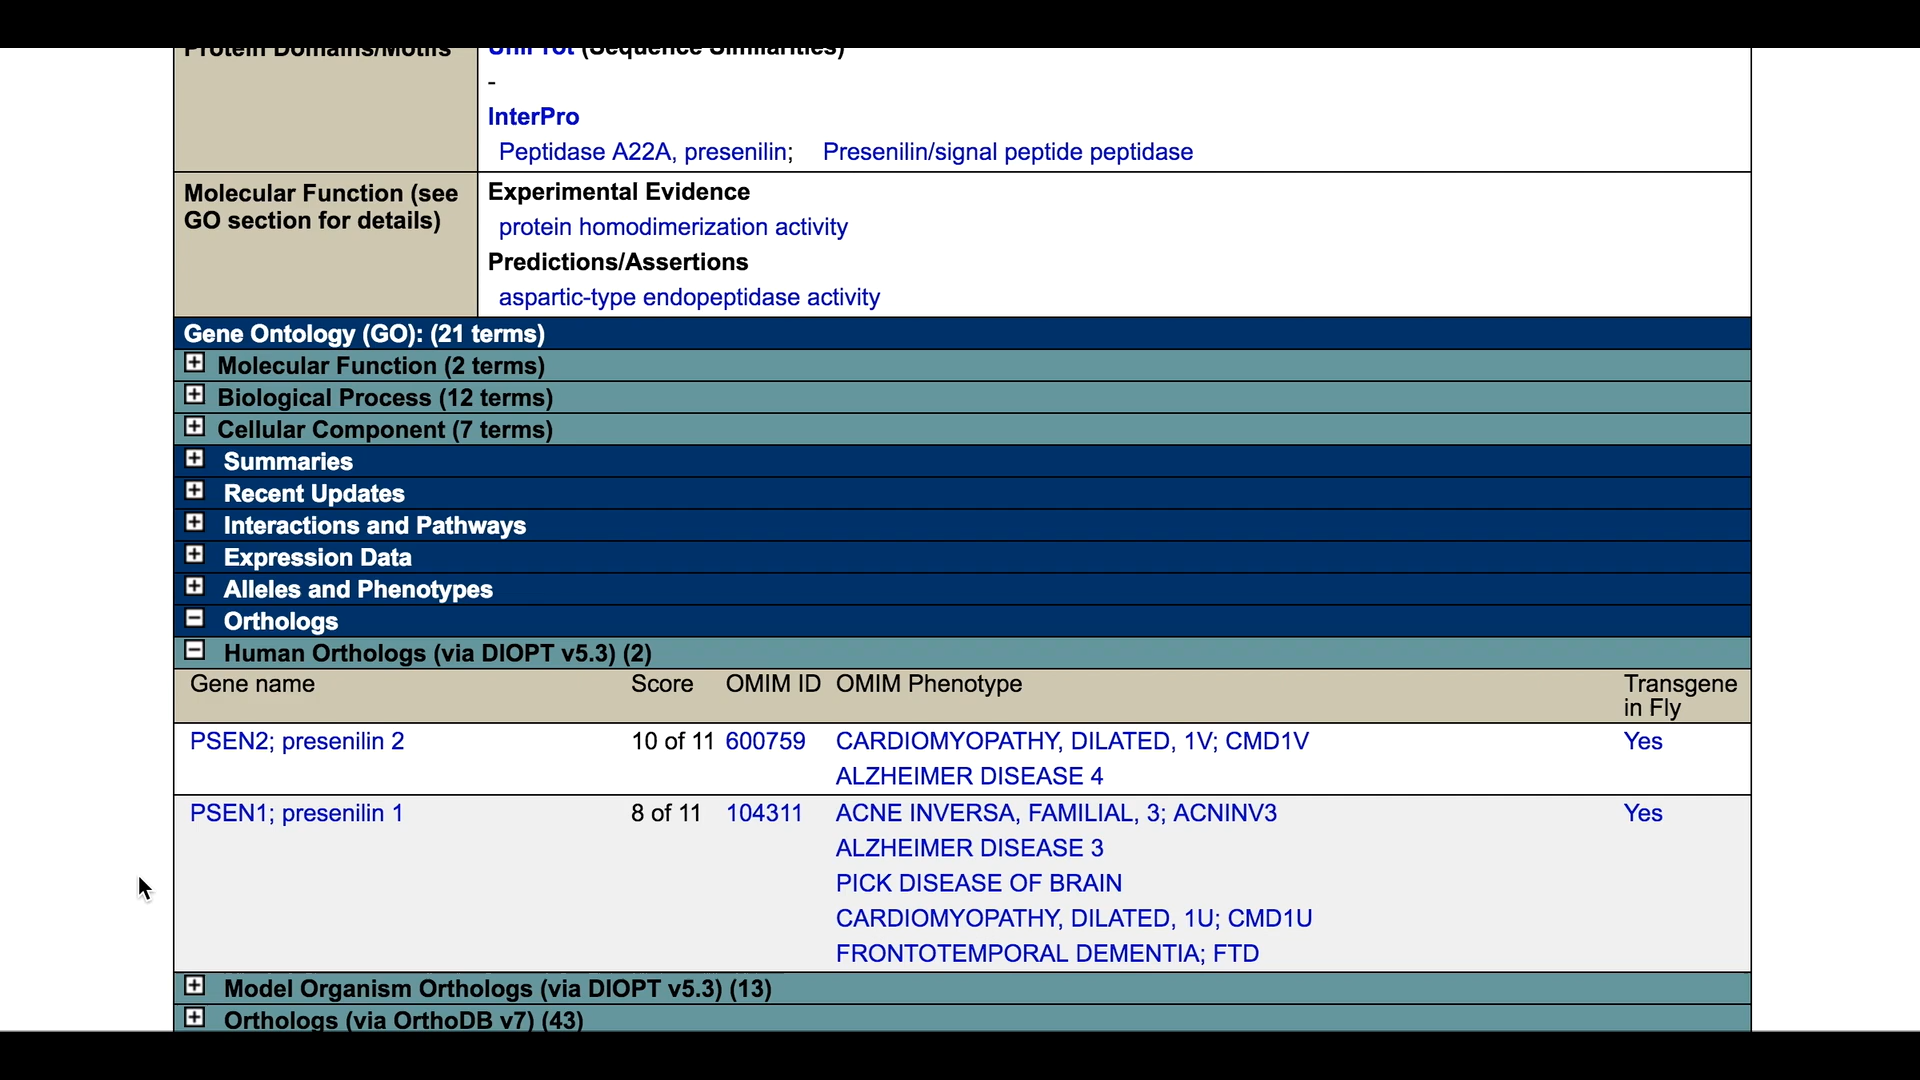 Protein Domains/Motifs
UniProt (Sequence Similarities)
-
InterPro
Peptidase A22A, presenilin; Presenilin/signal peptide peptidase
Molecular Function (see
GO section for details)
Experimental Evidence
protein homodimerization activity
Predictions/Assertions
aspartic-type endopeptidase activity
Gene Ontology (GO): (21 terms)
Molecular Function (2 terms)
Biological Process (12 terms)
Cellular Component (7 terms)
Summaries
Recent Updates
Interactions and Pathways
Expression Data
Alleles and Phenotypes
Orthologs
Human Orthologs (via DIOPT v5.3) (2)
Gene name Score OMIM ID OMIM Phenotype Transgene
in Fly
PSEN2; presenilin 2 10 of 11 600759 CARDIOMYOPATHY, DILATED, 1V; CMD1V Yes
ALZHEIMER DISEASE 4
PSEN1; presenilin 1 8 of 11 104311 ACNE INVERSA, FAMILIAL, 3; ACNINV3 Yes
ALZHEIMER DISEASE 3
PICK DISEASE OF BRAIN
CARDIOMYOPATHY, DILATED, 1U; CMD1U
FRONTOTEMPORAL DEMENTIA; FTD
Model Organism Orthologs (via DIOPT v5.3) (13)
Orthologs (via OrthoDB v7) (43)